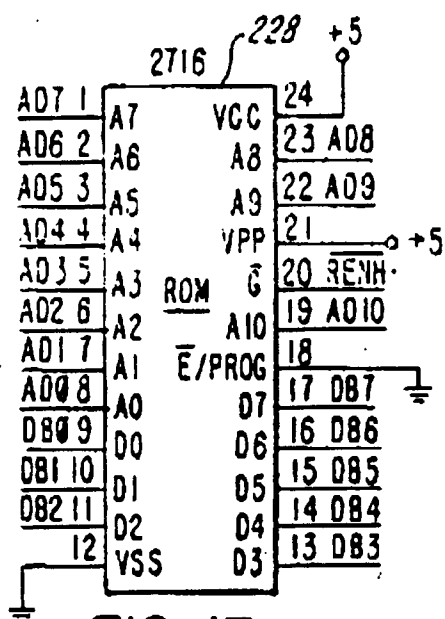 228 +5
2716
AD7 1 A7 VCC 24
AD6 2 A6 A8 23 AD8
AD5 3 A5 A9 22 AD9
AD4 4 A4 VPP 21 +5
AD3 5 A3 ROM G̅ 20 R̅E̅N̅H̅
AD2 6 A2 A10 19 AD10
AD1 7 A1 E̅/PROG 18
AD0 8 A0 D7 17 DB7
DB0 9 D0 D6 16 DB6
DB1 10 D1 D5 15 DB5
DB2 11 D2 D4 14 DB4
12 VSS D3 13 DB3